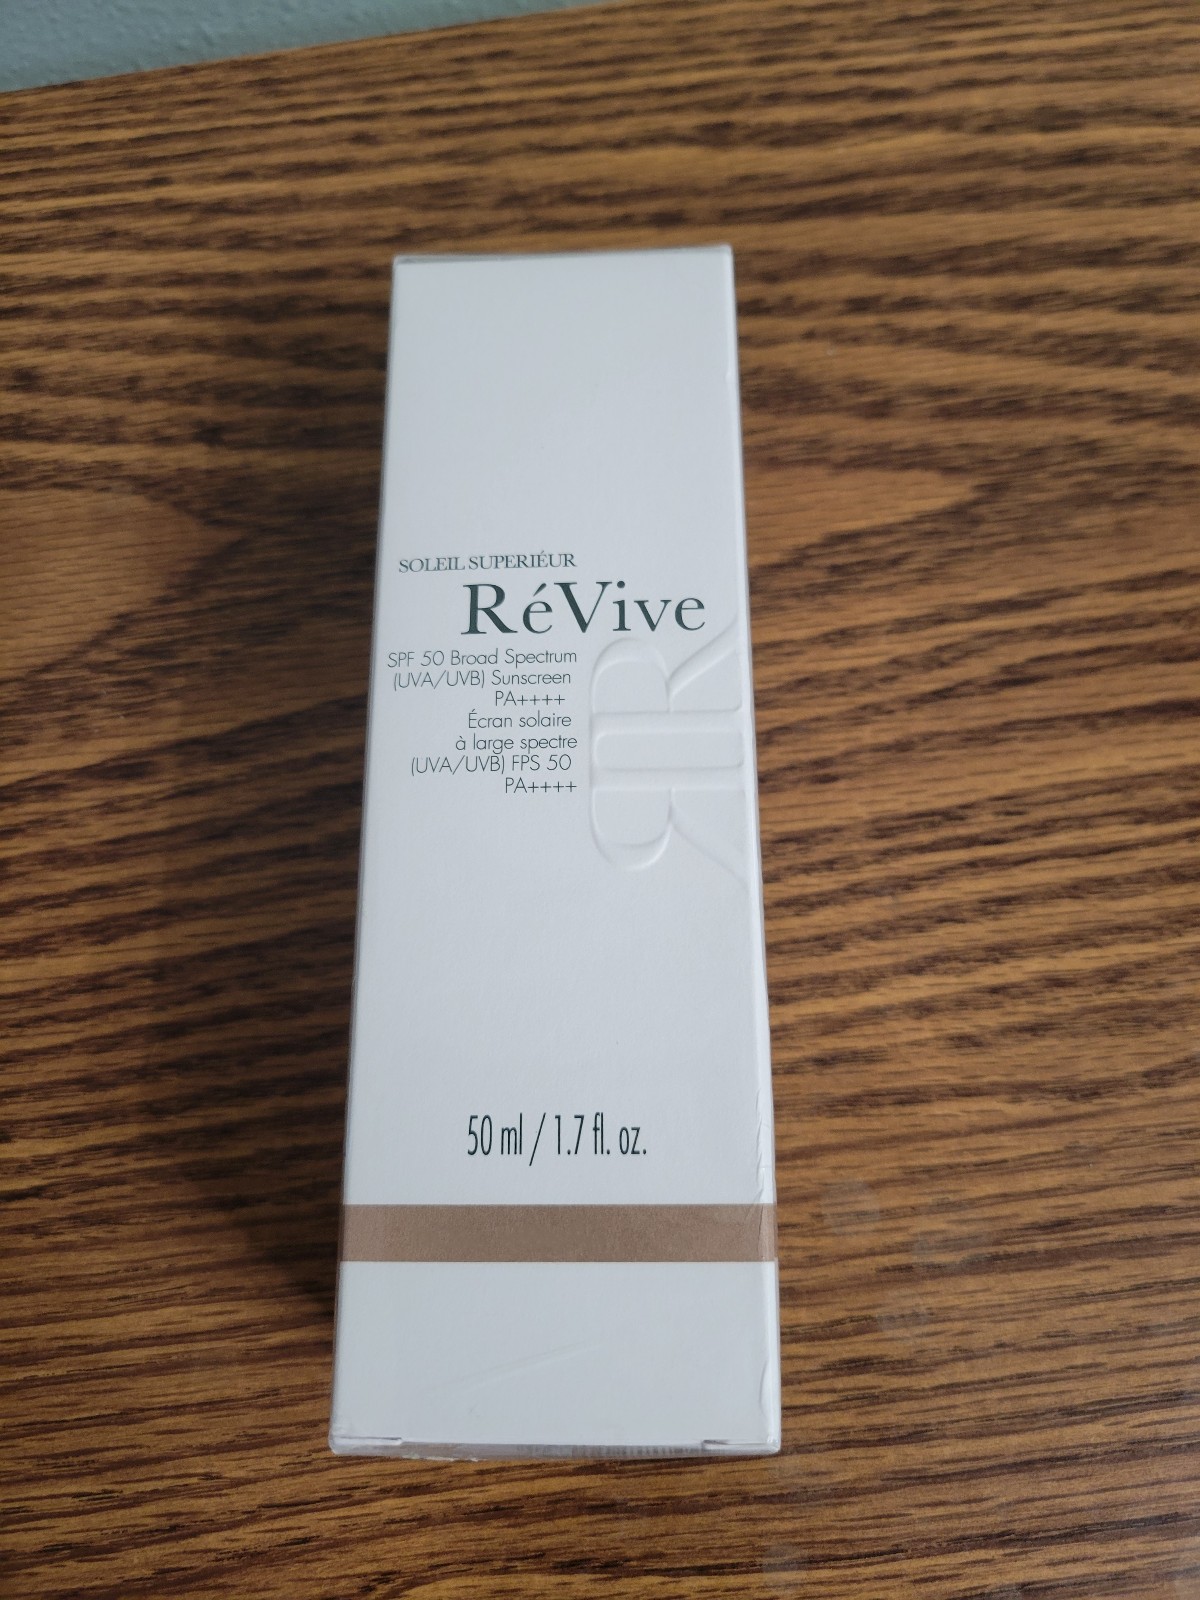 SOLEIL SUPERIÉUR
RéVive
SPF 50 Broad Spectrum
(UVA/UVB) Sunscreen
PA++++
Écran solaire
à large spectre
(UVA/UVB) FPS 50
PA++++
50 ml / 1.7 fl. oz.